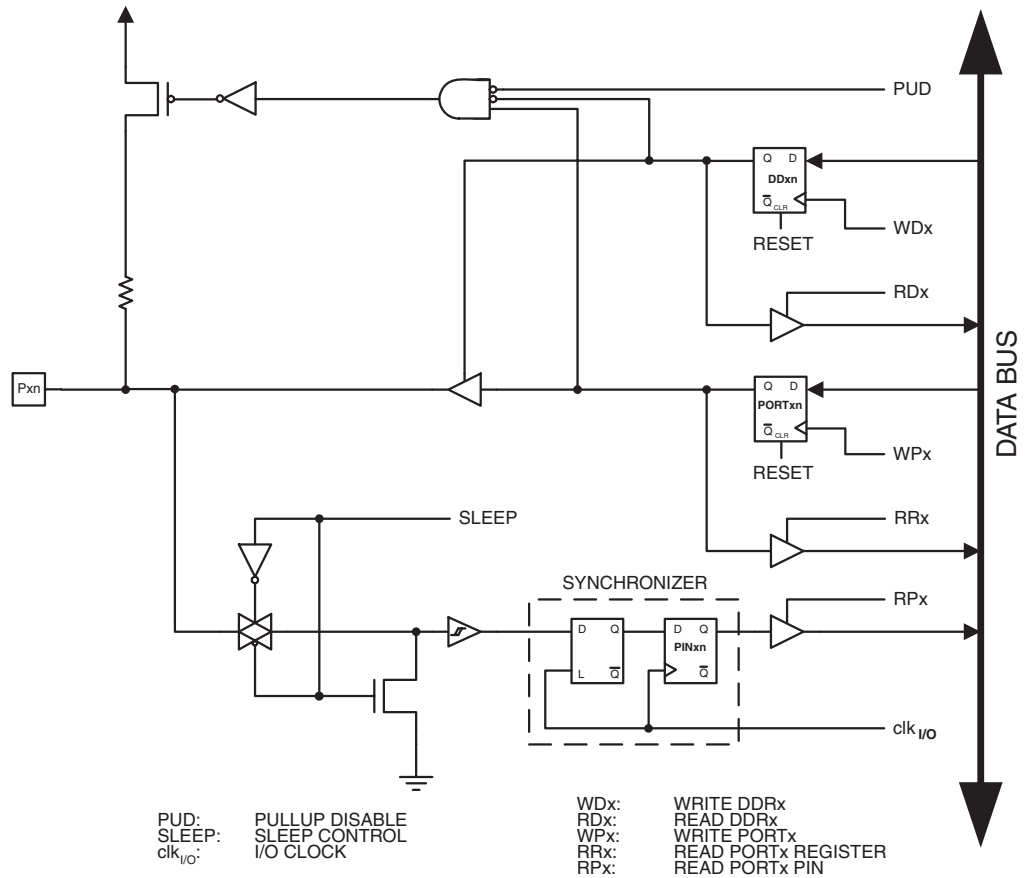 PUD
Q D
DDxn
Q CLR
WDx
RESET
RDx
Pxn
Q D
PORTxn
Q CLR
WPx
RESET
DATA BUS
SLEEP
RRx
SYNCHRONIZER
RPx
D Q
L Q
D Q
PINxn
Q
clk I/O
PUD: PULLUP DISABLE
SLEEP: SLEEP CONTROL
clk I/O: I/O CLOCK
WDx: WRITE DDRx
RDx: READ DDRx
WPx: WRITE PORTx
RRx: READ PORTx REGISTER
RPx: READ PORTx PIN